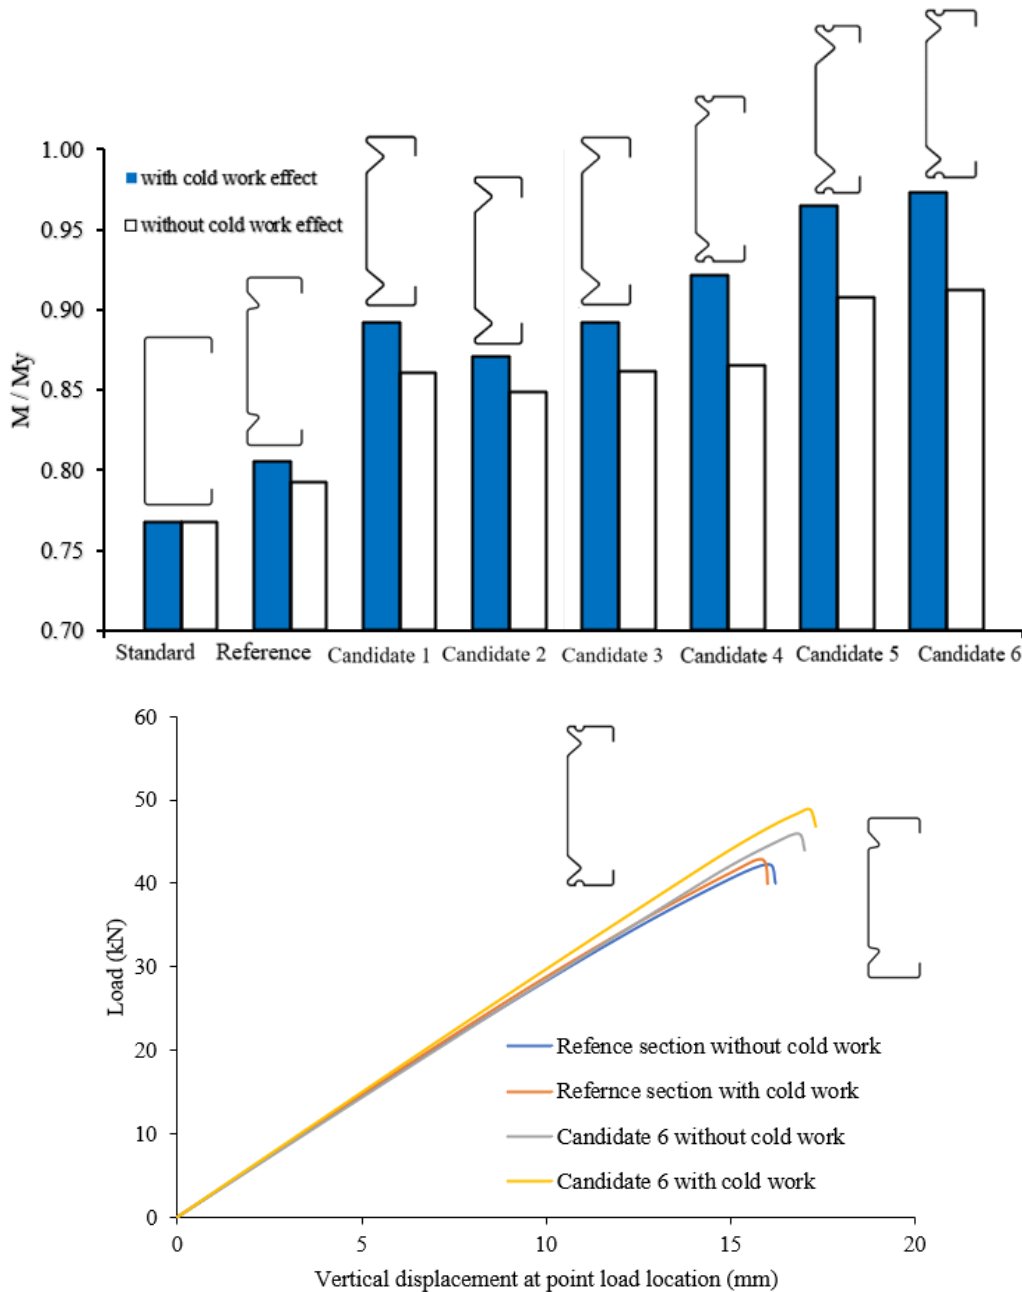 1.00
with cold work effect
without cold work effect
0.95
0.90
0.85
0.80
0.75
0.70
M / My
Standard Reference Candidate 1 Candidate 2 Candidate 3 Candidate 4 Candidate 5 Candidate 6
60
50
40
30
20
10
0
Load (kN)
Refence section without cold work
Refernce section with cold work
Candidate 6 without cold work
Candidate 6 with cold work
0 5 10 15 20
Vertical displacement at point load location (mm)